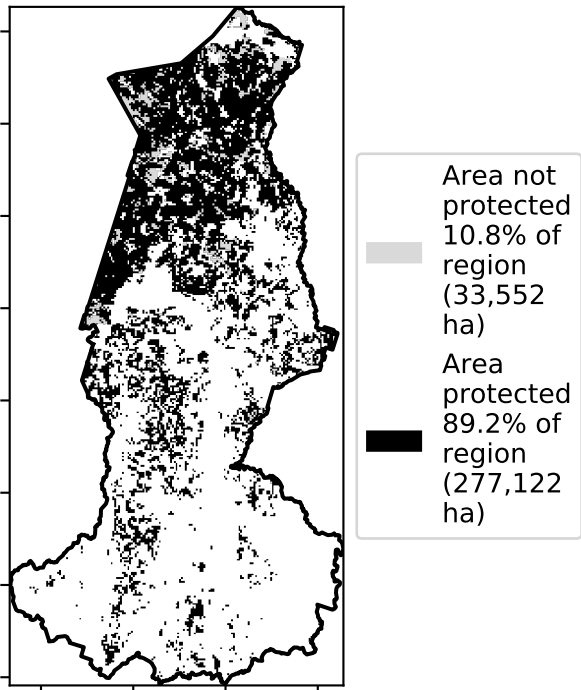 Area not
protected
10.8% of
region
(33,552
ha)
Area
protected
89.2% of
region
(277,122
ha)